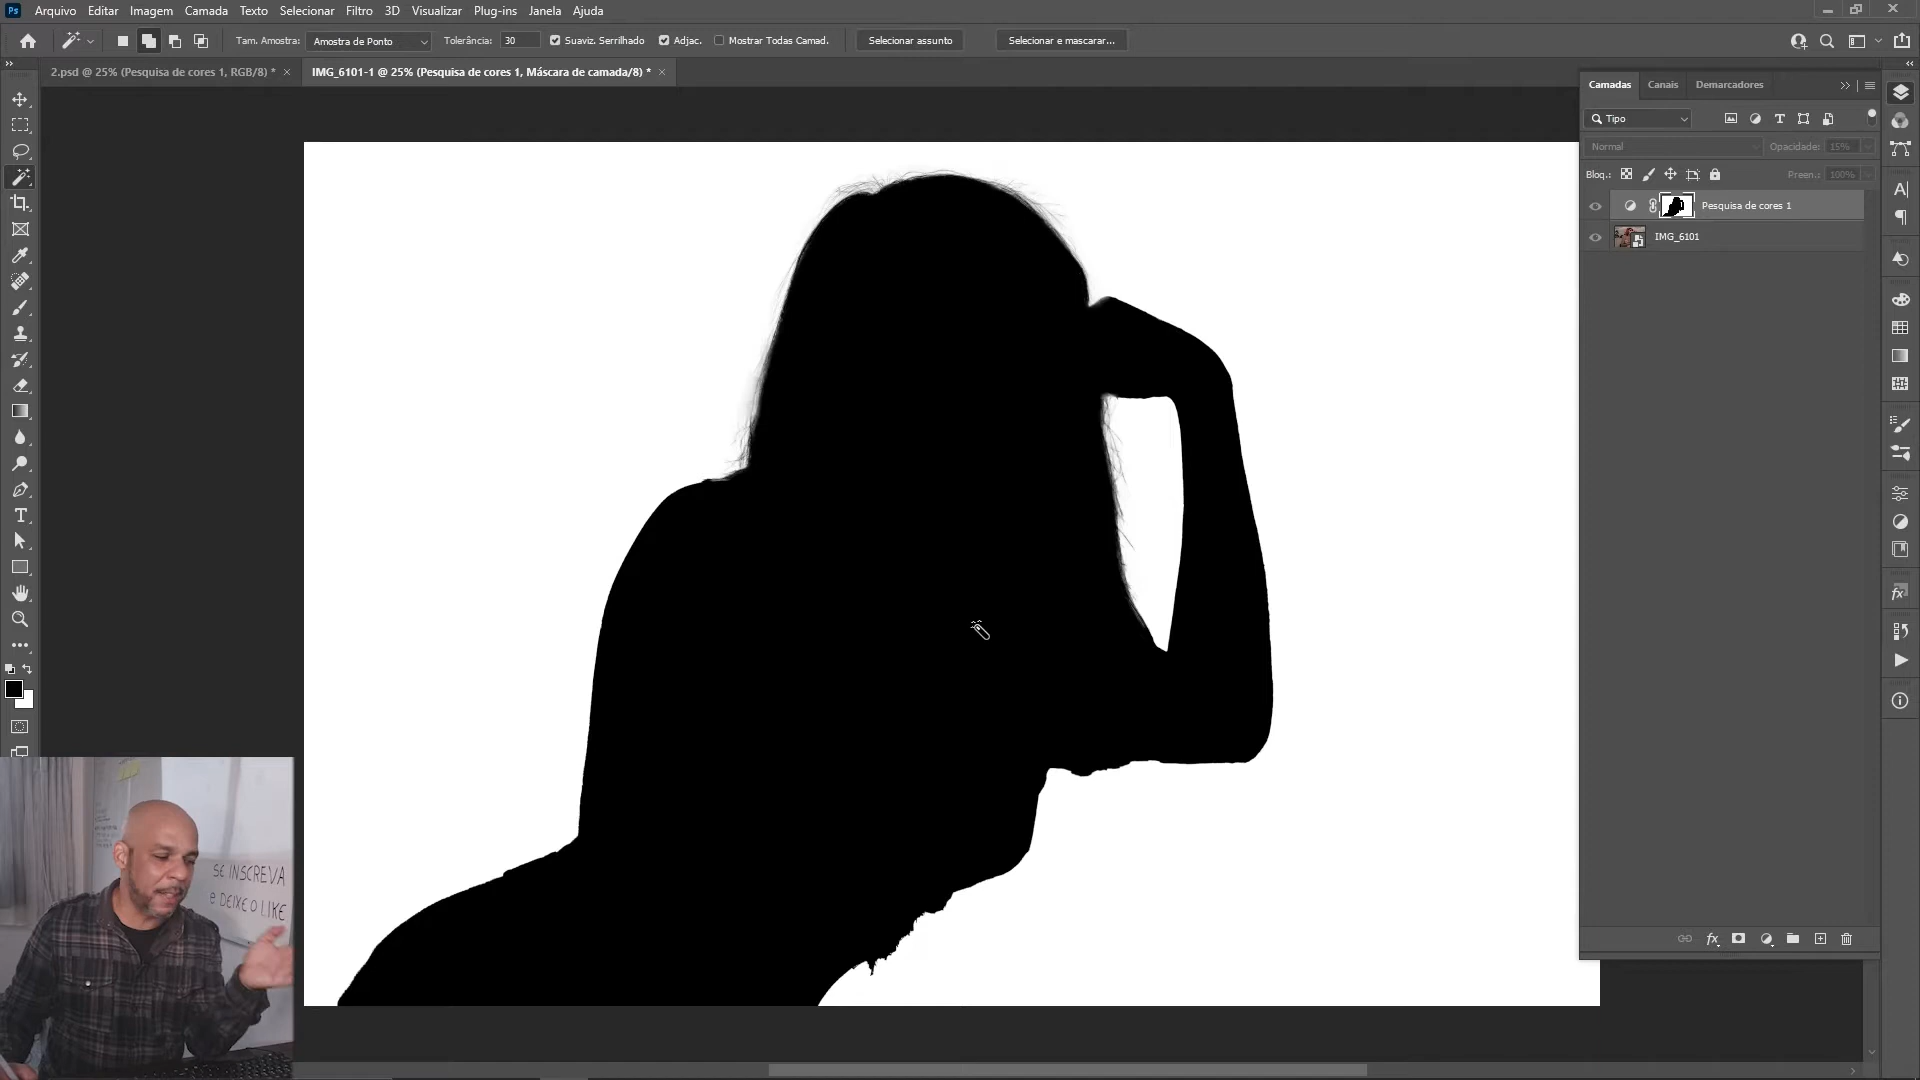 Ps Arquivo Editar Imagem Camada Texto Selecionar Filtro 3D Visualizar Plug-ins Janela Ajuda
Tam. Amostra: Amostra de Ponto Tolerância: 30 Suaviz. Serrilhado Adjac. Mostrar Todas Camad. Selecionar assunto Selecionar e mascarar...
2.psd @ 25% (Pesquisa de cores 1, RGB/8) * IMG_6101-1 @ 25% (Pesquisa de cores 1, Máscara de camada/8) *
Camadas Canais Demarcadores
Tipo
Normal Opacidade: 15%
Bloq.: Preen.: 100%
Pesquisa de cores 1
IMG_6101
SE INSCREVA
e DEIXE O LIKE